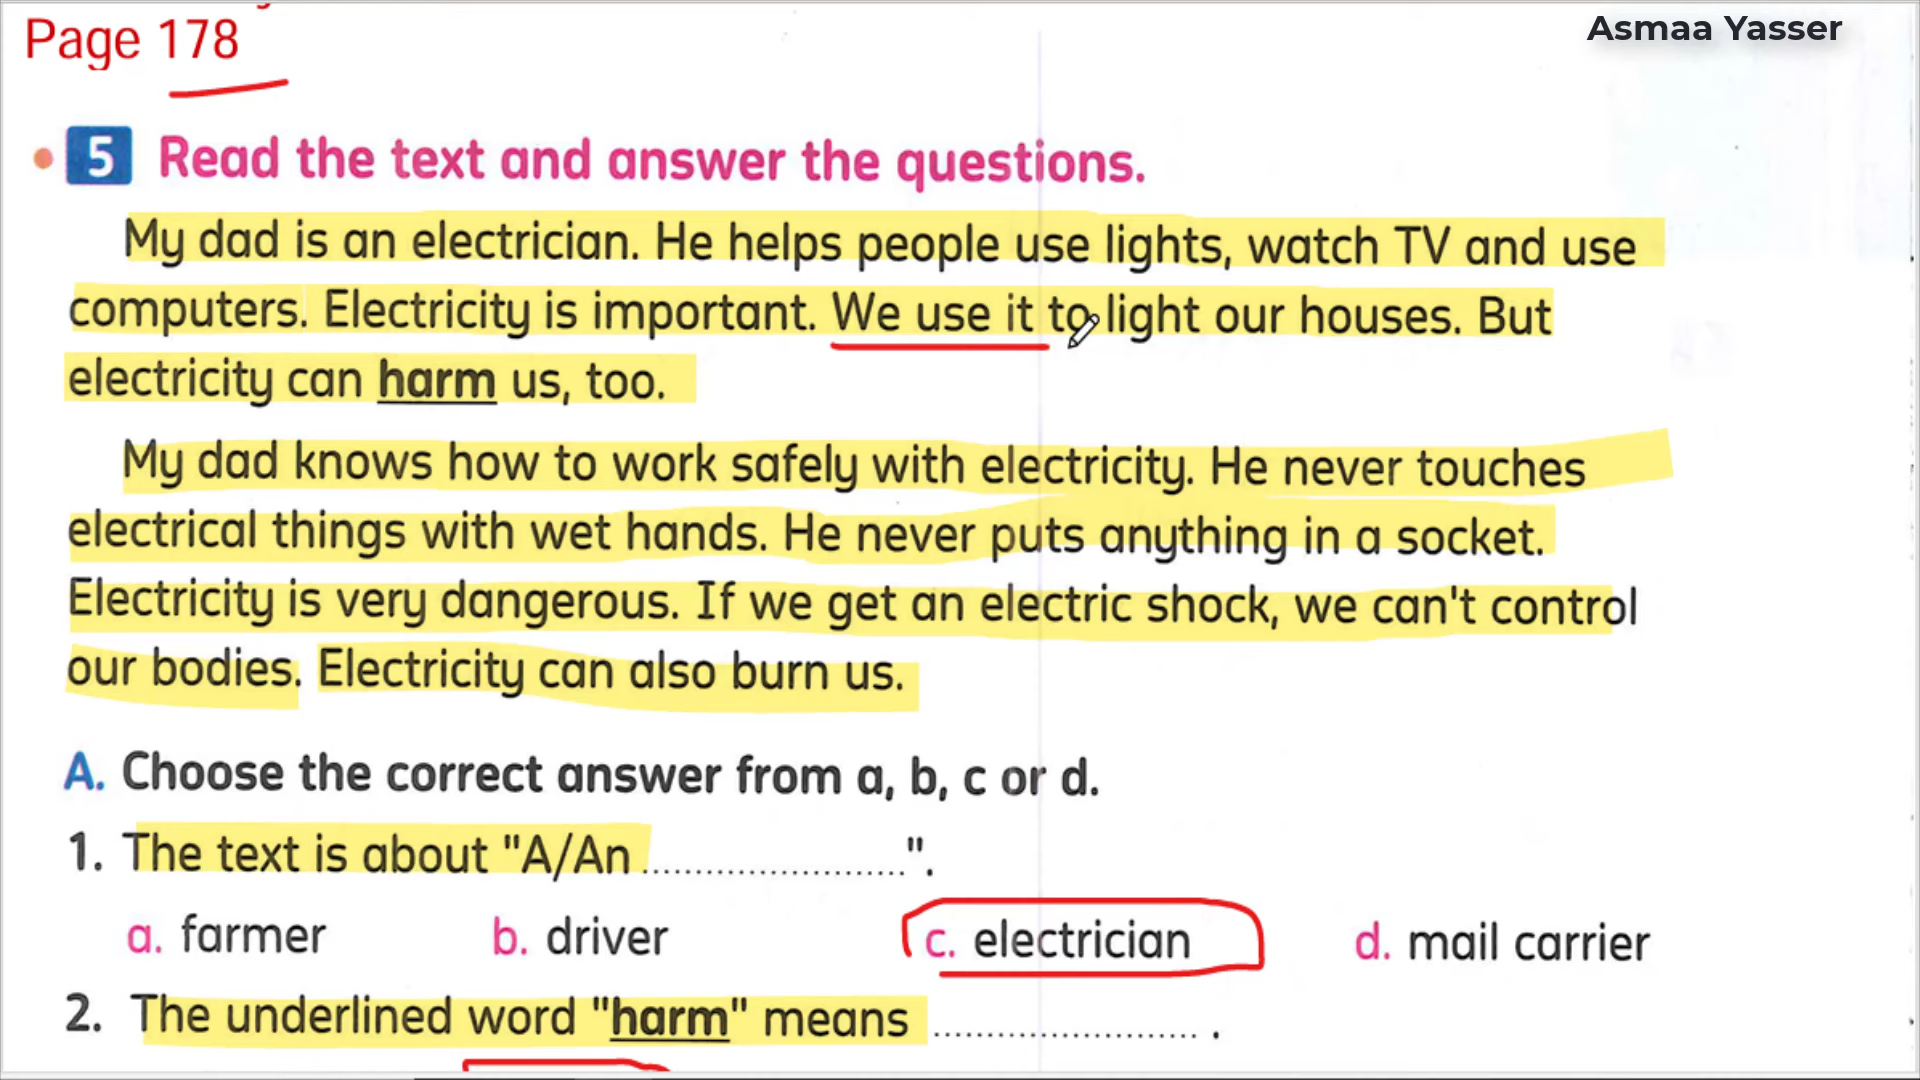 Page 178
Asmaa Yasser
5 Read the text and answer the questions.
My dad is an electrician. He helps people use lights, watch TV and use
computers. Electricity is important. We use it to light our houses. But
electricity can harm us, too.
My dad knows how to work safely with electricity. He never touches
electrical things with wet hands. He never puts anything in a socket.
Electricity is very dangerous. If we get an electric shock, we can't control
our bodies. Electricity can also burn us.
A. Choose the correct answer from a, b, c or d.
1. The text is about "A/An ........................".
a. farmer b. driver c. electrician d. mail carrier
2. The underlined word "harm" means ........................ .